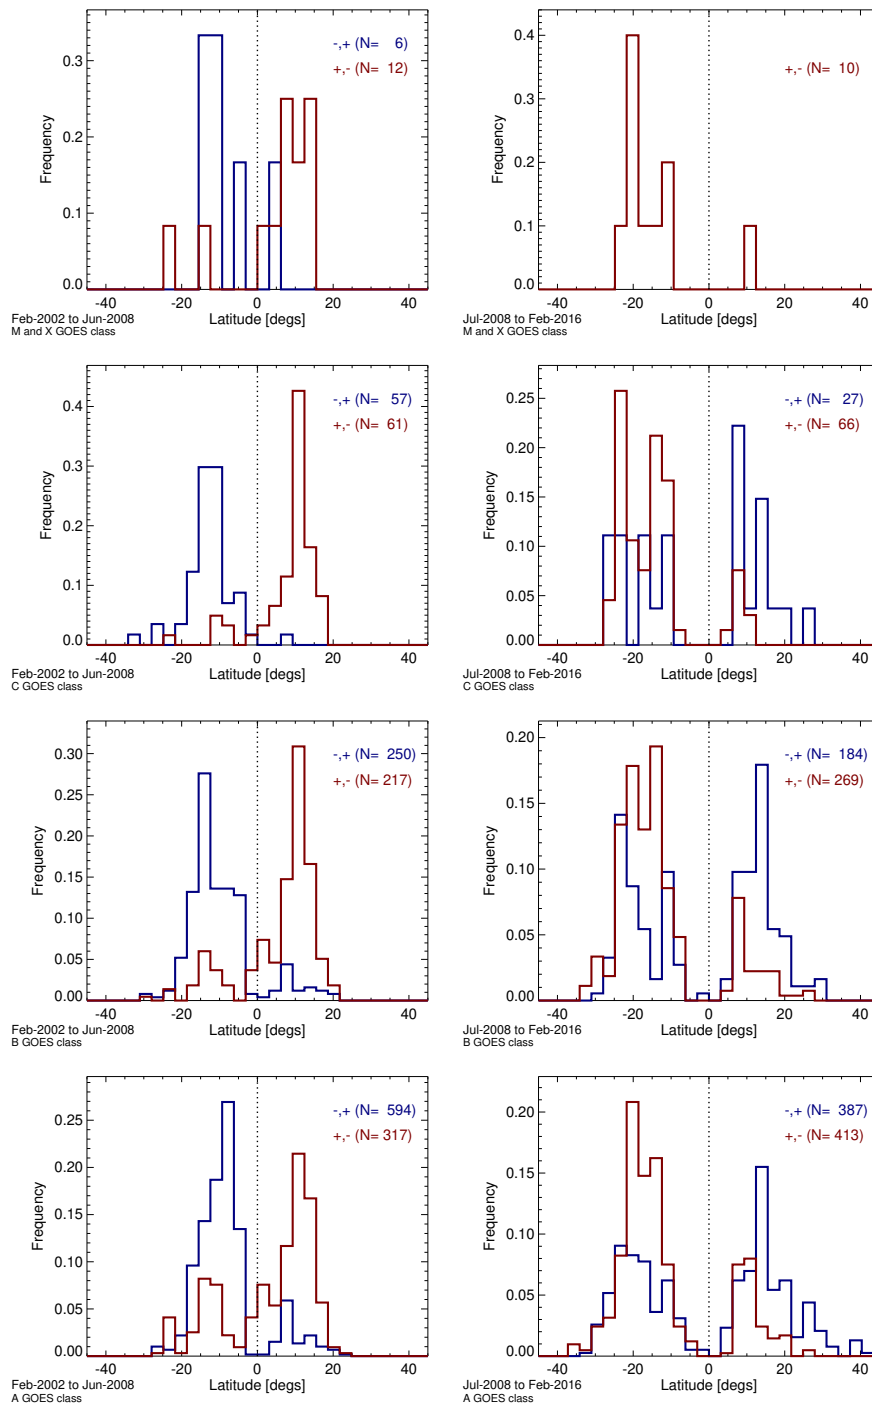 0.3
0.2
0.1
0.0
Frequency
-,+ (N= 6)
+,- (N= 12)
-40 -20 0 20 40
Latitude [degs]
Feb-2002 to Jun-2008
M and X GOES class
0.4
0.3
0.2
0.1
0.0
Frequency
+,- (N= 10)
-40 -20 0 20 40
Latitude [degs]
Jul-2008 to Feb-2016
M and X GOES class
0.4
0.3
0.2
0.1
0.0
Frequency
-,+ (N= 57)
+,- (N= 61)
-40 -20 0 20 40
Latitude [degs]
Feb-2002 to Jun-2008
C GOES class
0.25
0.20
0.15
0.10
0.05
0.00
Frequency
-,+ (N= 27)
+,- (N= 66)
-40 -20 0 20 40
Latitude [degs]
Jul-2008 to Feb-2016
C GOES class
0.30
0.25
0.20
0.15
0.10
0.05
0.00
Frequency
-,+ (N= 250)
+,- (N= 217)
-40 -20 0 20 40
Latitude [degs]
Feb-2002 to Jun-2008
B GOES class
0.20
0.15
0.10
0.05
0.00
Frequency
-,+ (N= 184)
+,- (N= 269)
-40 -20 0 20 40
Latitude [degs]
Jul-2008 to Feb-2016
B GOES class
0.25
0.20
0.15
0.10
0.05
0.00
Frequency
-,+ (N= 594)
+,- (N= 317)
-40 -20 0 20 40
Latitude [degs]
Feb-2002 to Jun-2008
A GOES class
0.20
0.15
0.10
0.05
0.00
Frequency
-,+ (N= 387)
+,- (N= 413)
-40 -20 0 20 40
Latitude [degs]
Jul-2008 to Feb-2016
A GOES class